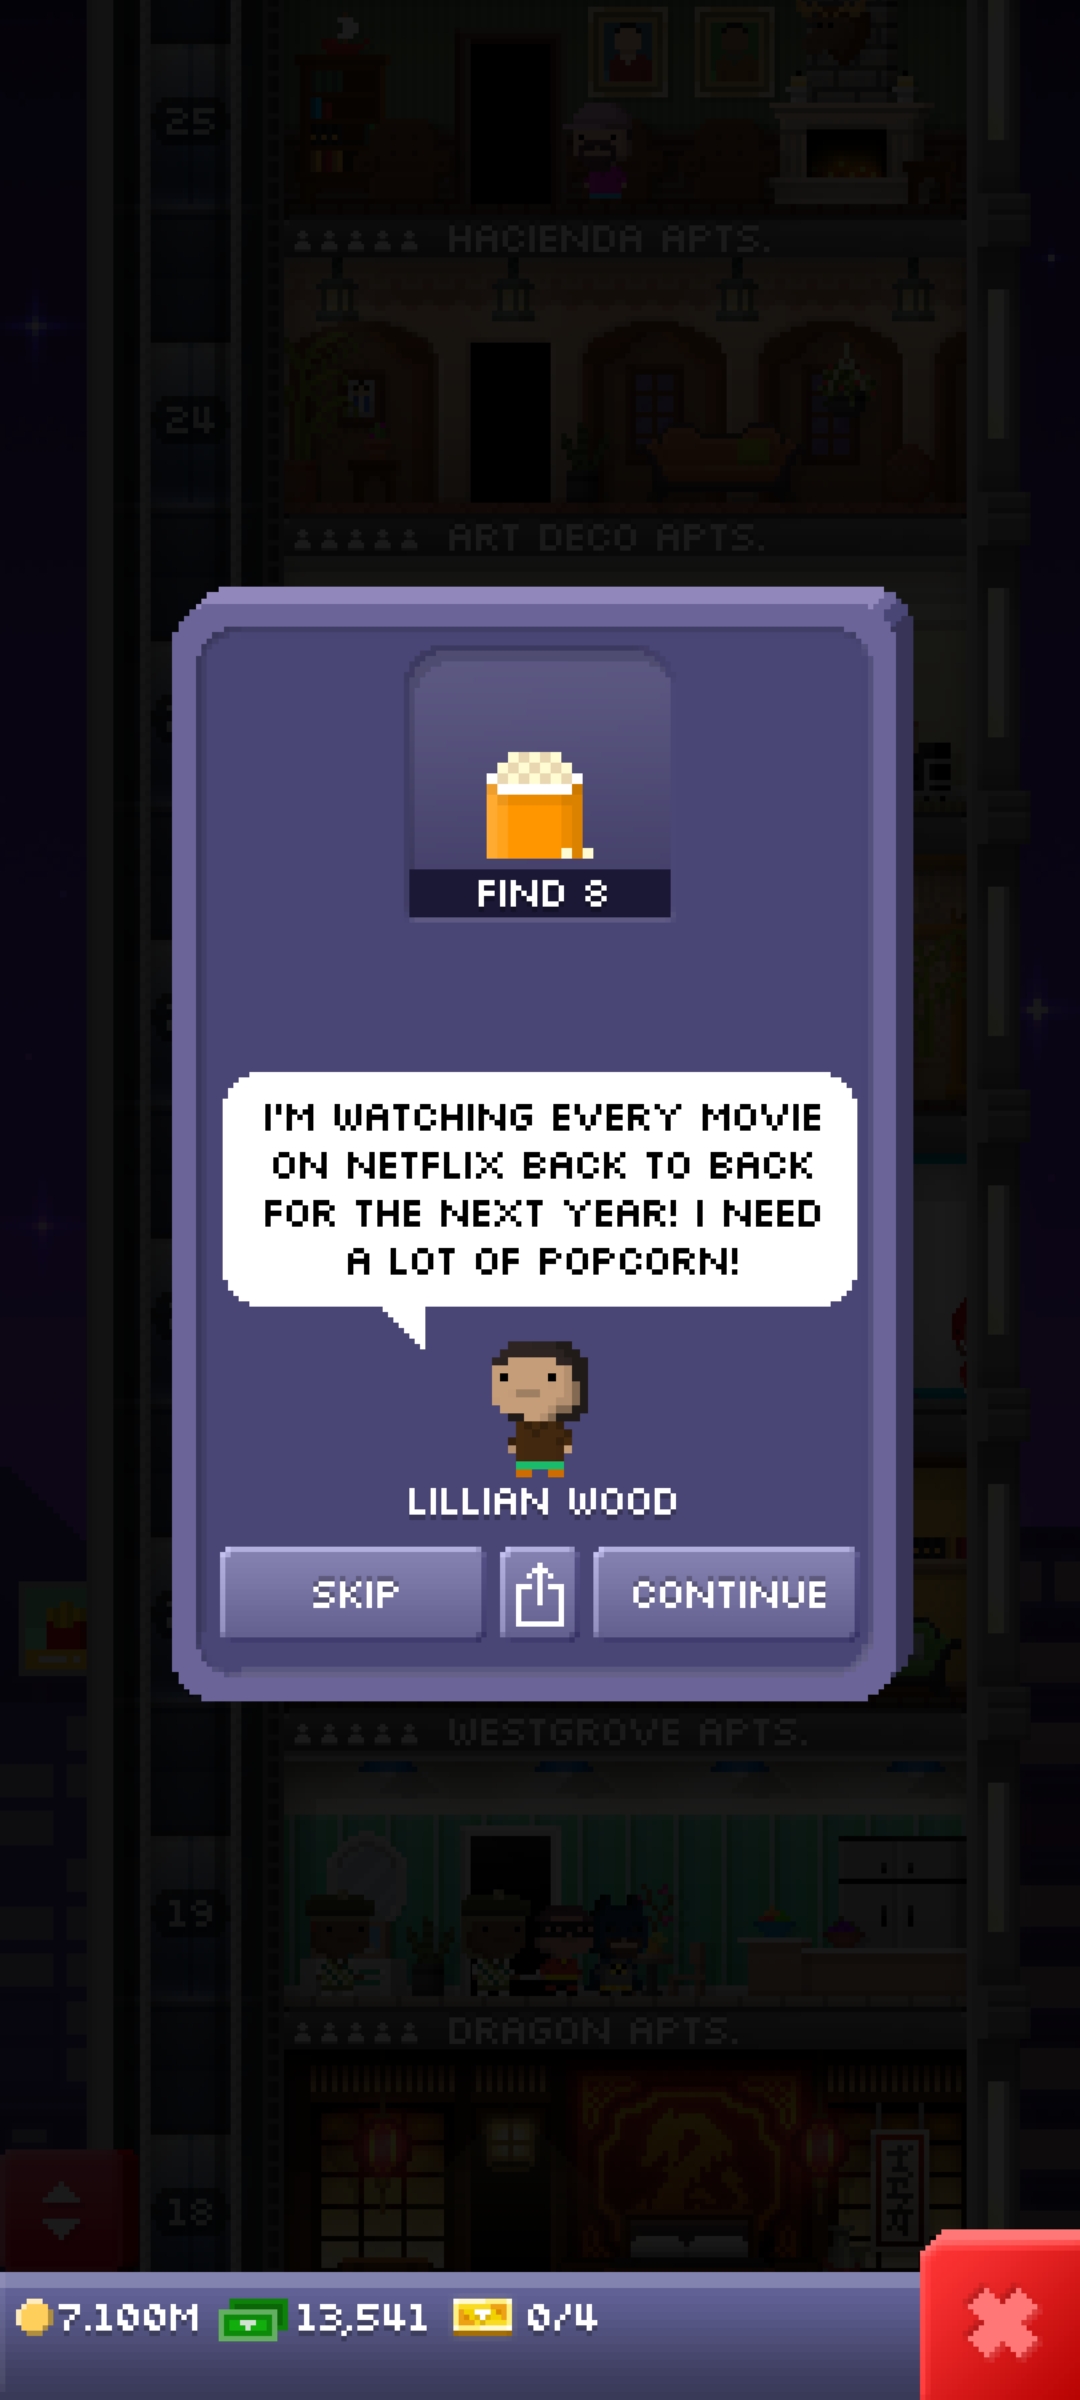 25
HACIENDA APTS.
24
ART DECO APTS.
FIND 8
I'M WATCHING EVERY MOVIE
ON NETFLIX BACK TO BACK
FOR THE NEXT YEAR! I NEED
A LOT OF POPCORN!
LILLIAN WOOD
SKIP
CONTINUE
WESTGROVE APTS.
19
DRAGON APTS.
18
7.100M 13,541 0/4